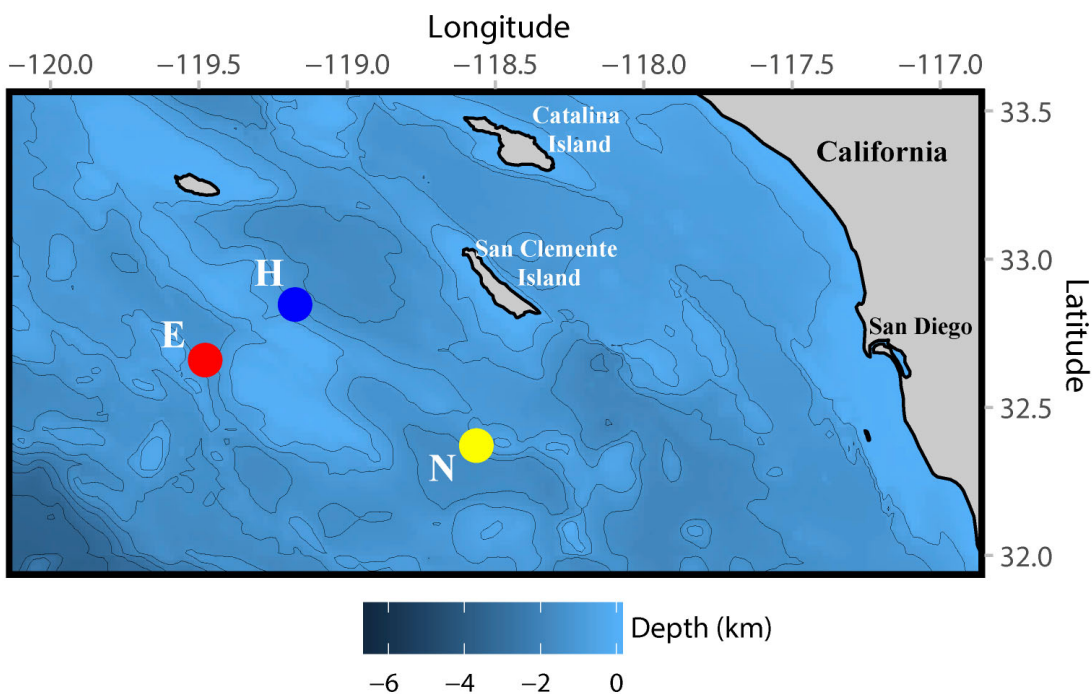 Longitude
−120.0 −119.5 −119.0 −118.5 −118.0 −117.5 −117.0
Catalina
Island
California
33.5
San Clemente
Island
H
33.0
E
San Diego
Latitude
32.5
N
32.0
Depth (km)
−6 −4 −2 0